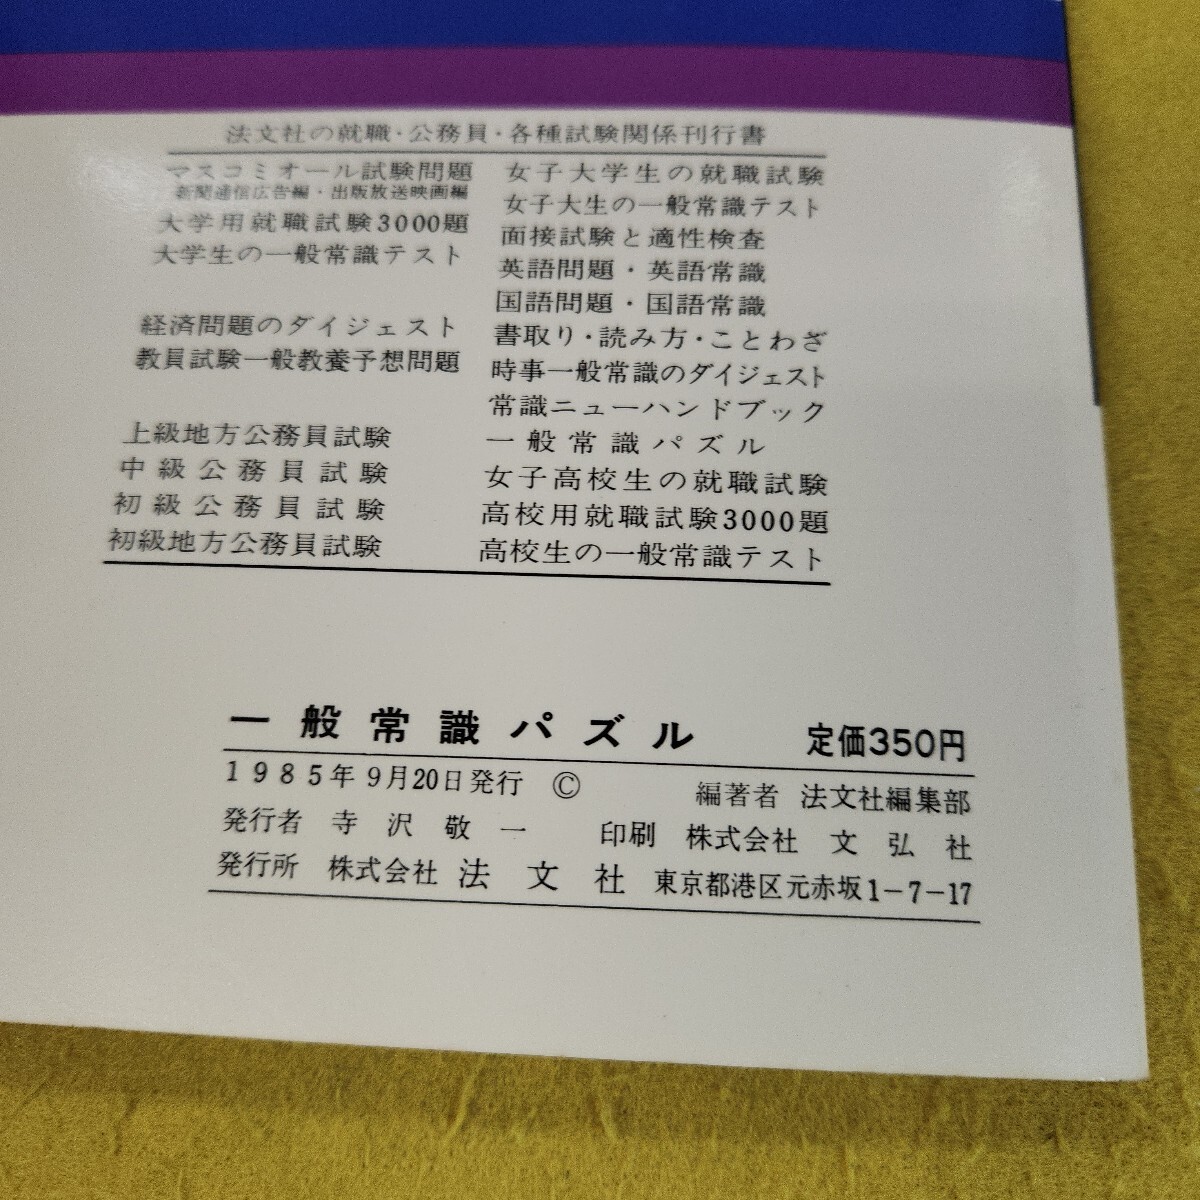 法文社の就職・公務員・各種試験関係刊行書
マスコミオール試験問題
新聞通信広告編・出版放送映画編
大学用就職試験3000題
大学生の一般常識テスト
経済問題のダイジェスト
教員試験一般教養予想問題
上級地方公務員試験
中級公務員試験
初級公務員試験
初級地方公務員試験
女子大学生の就職試験
女子大生の一般常識テスト
面接試験と適性検査
英語問題・英語常識
国語問題・国語常識
書取り・読み方・ことわざ
時事一般常識のダイジェスト
常識ニューハンドブック
一般常識パズル
女子高校生の就職試験
高校用就職試験3000題
高校生の一般常識テスト
一般常識パズル 定価350円
1985年9月20日発行 © 編著者 法文社編集部
発行者 寺沢敬一 印刷 株式会社 文弘社
発行所 株式会社 法文社 東京都港区元赤坂1-7-17